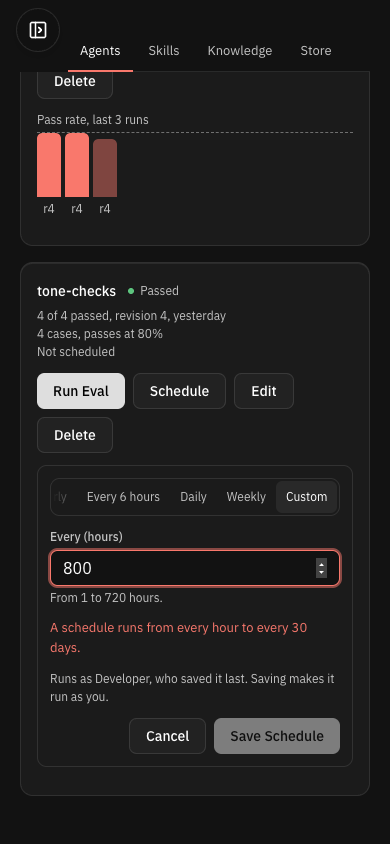 Agents Skills Knowledge Store
Delete
Pass rate, last 3 runs
r4 r4 r4
tone-checks Passed
4 of 4 passed, revision 4, yesterday
4 cases, passes at 80%
Not scheduled
Run Eval Schedule Edit
Delete
Every 6 hours Daily Weekly Custom
Every (hours)
800
From 1 to 720 hours.
A schedule runs from every hour to every 30
days.
Runs as Developer, who saved it last. Saving makes it
run as you.
Cancel Save Schedule